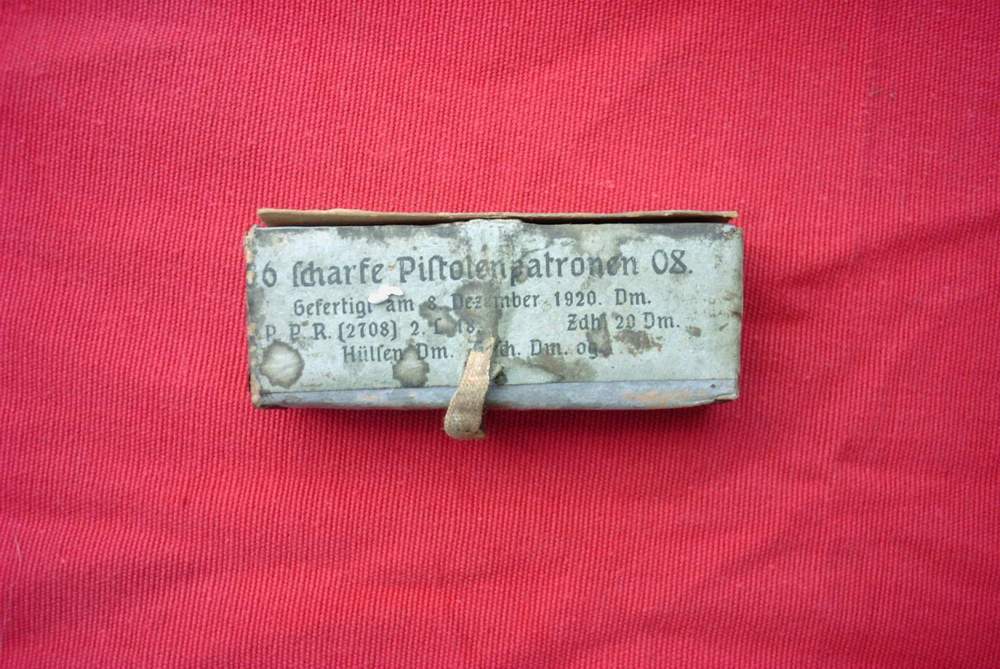 6 ſcharfe Piſtolenpatronen 08.
Gefertigt am 8. Dezember 1920. Dm.
P. P. R. (2708) 2. L. 18. Zdh. 20 Dm.
Hülſen Dm. Dm.